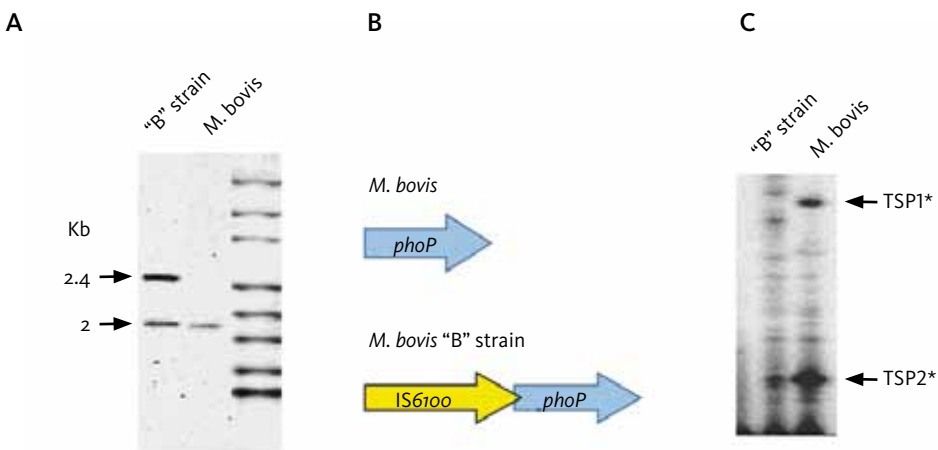 A
B
C
"B" strain
M. bovis
Kb
2.4
2
M. bovis
phoP
M. bovis "B" strain
IS6100
phoP
"B" strain
M. bovis
TSP1*
TSP2*